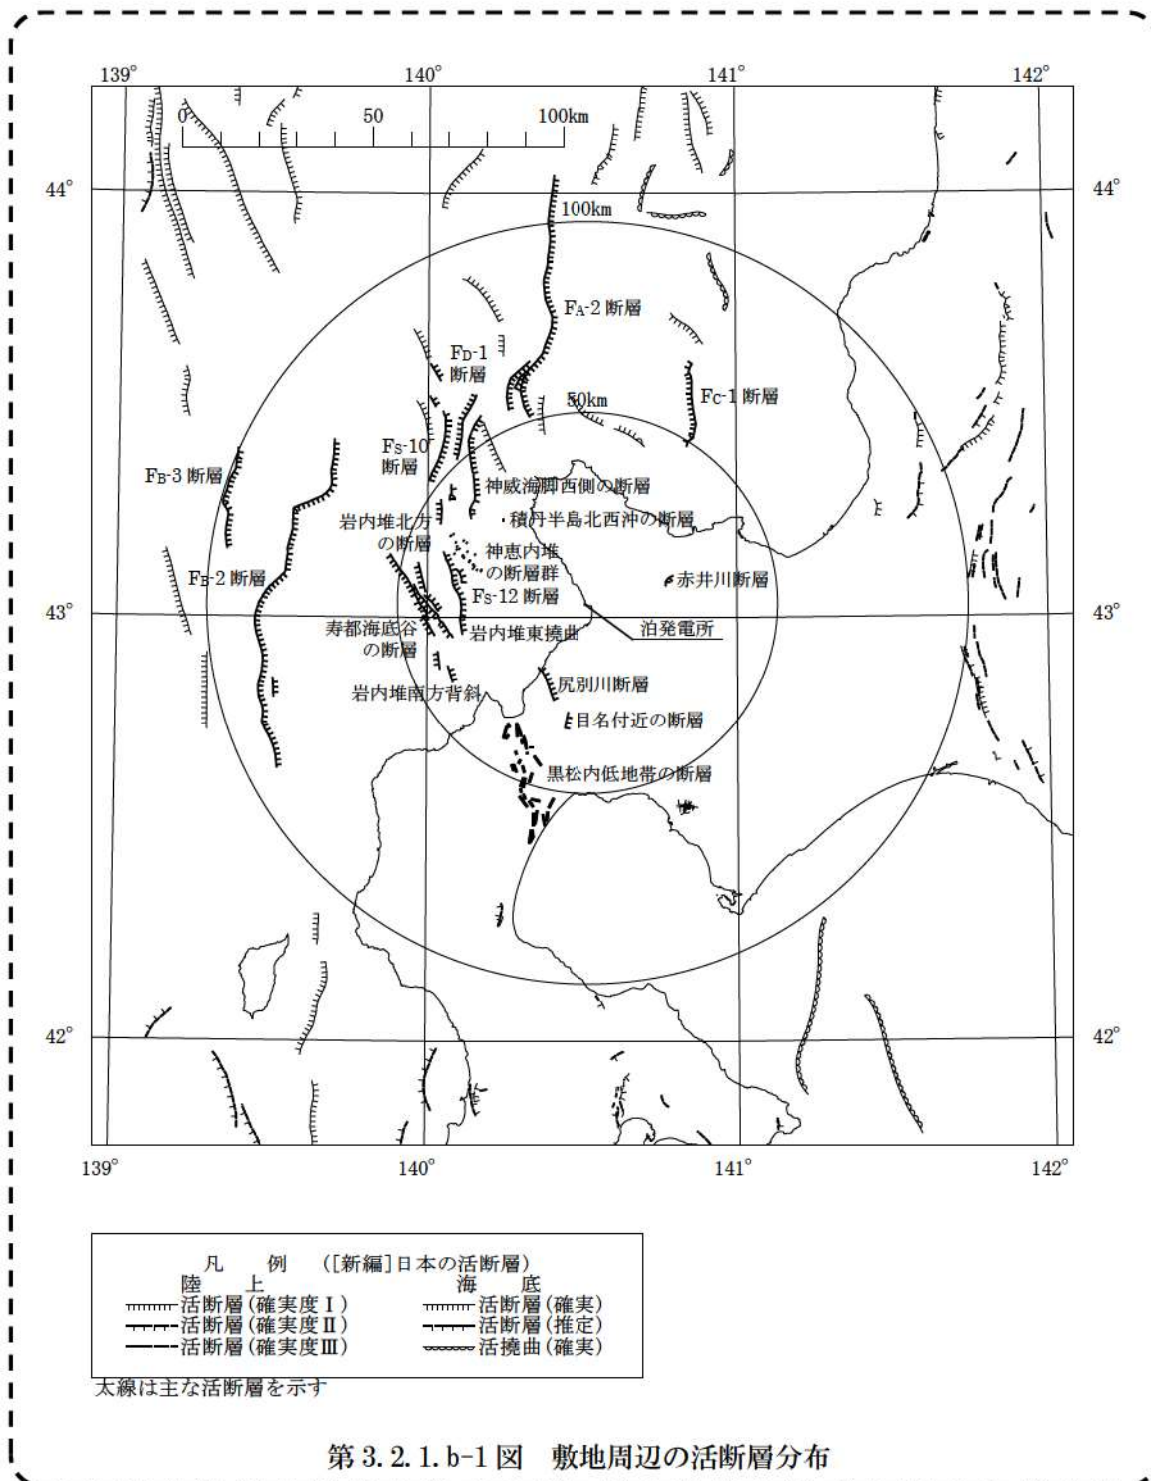 139° 140° 141° 142°
0 50 100km
44° 44°
100km
FA-2 断層
FD-1
断層
50km
FC-1 断層
FS-10
断層
FB-3 断層
神威海脚西側の断層
岩内堆北方
の断層
積丹半島北西沖の断層
神恵内堆
の断層群
FB-2 断層
赤井川断層
FS-12 断層
43° 43°
寿都海底谷
の断層
岩内堆東撓曲
泊発電所
岩内堆南方背斜
尻別川断層
目名付近の断層
黒松内低地帯の断層
42° 42°
139° 140° 141° 142°
凡 例 ([新編]日本の活断層)
陸 上 海 底
活断層(確実度Ⅰ) 活断層(確実)
活断層(確実度Ⅱ) 活断層(推定)
活断層(確実度Ⅲ) 活撓曲(確実)
太線は主な活断層を示す
第 3.2.1.b-1 図 敷地周辺の活断層分布